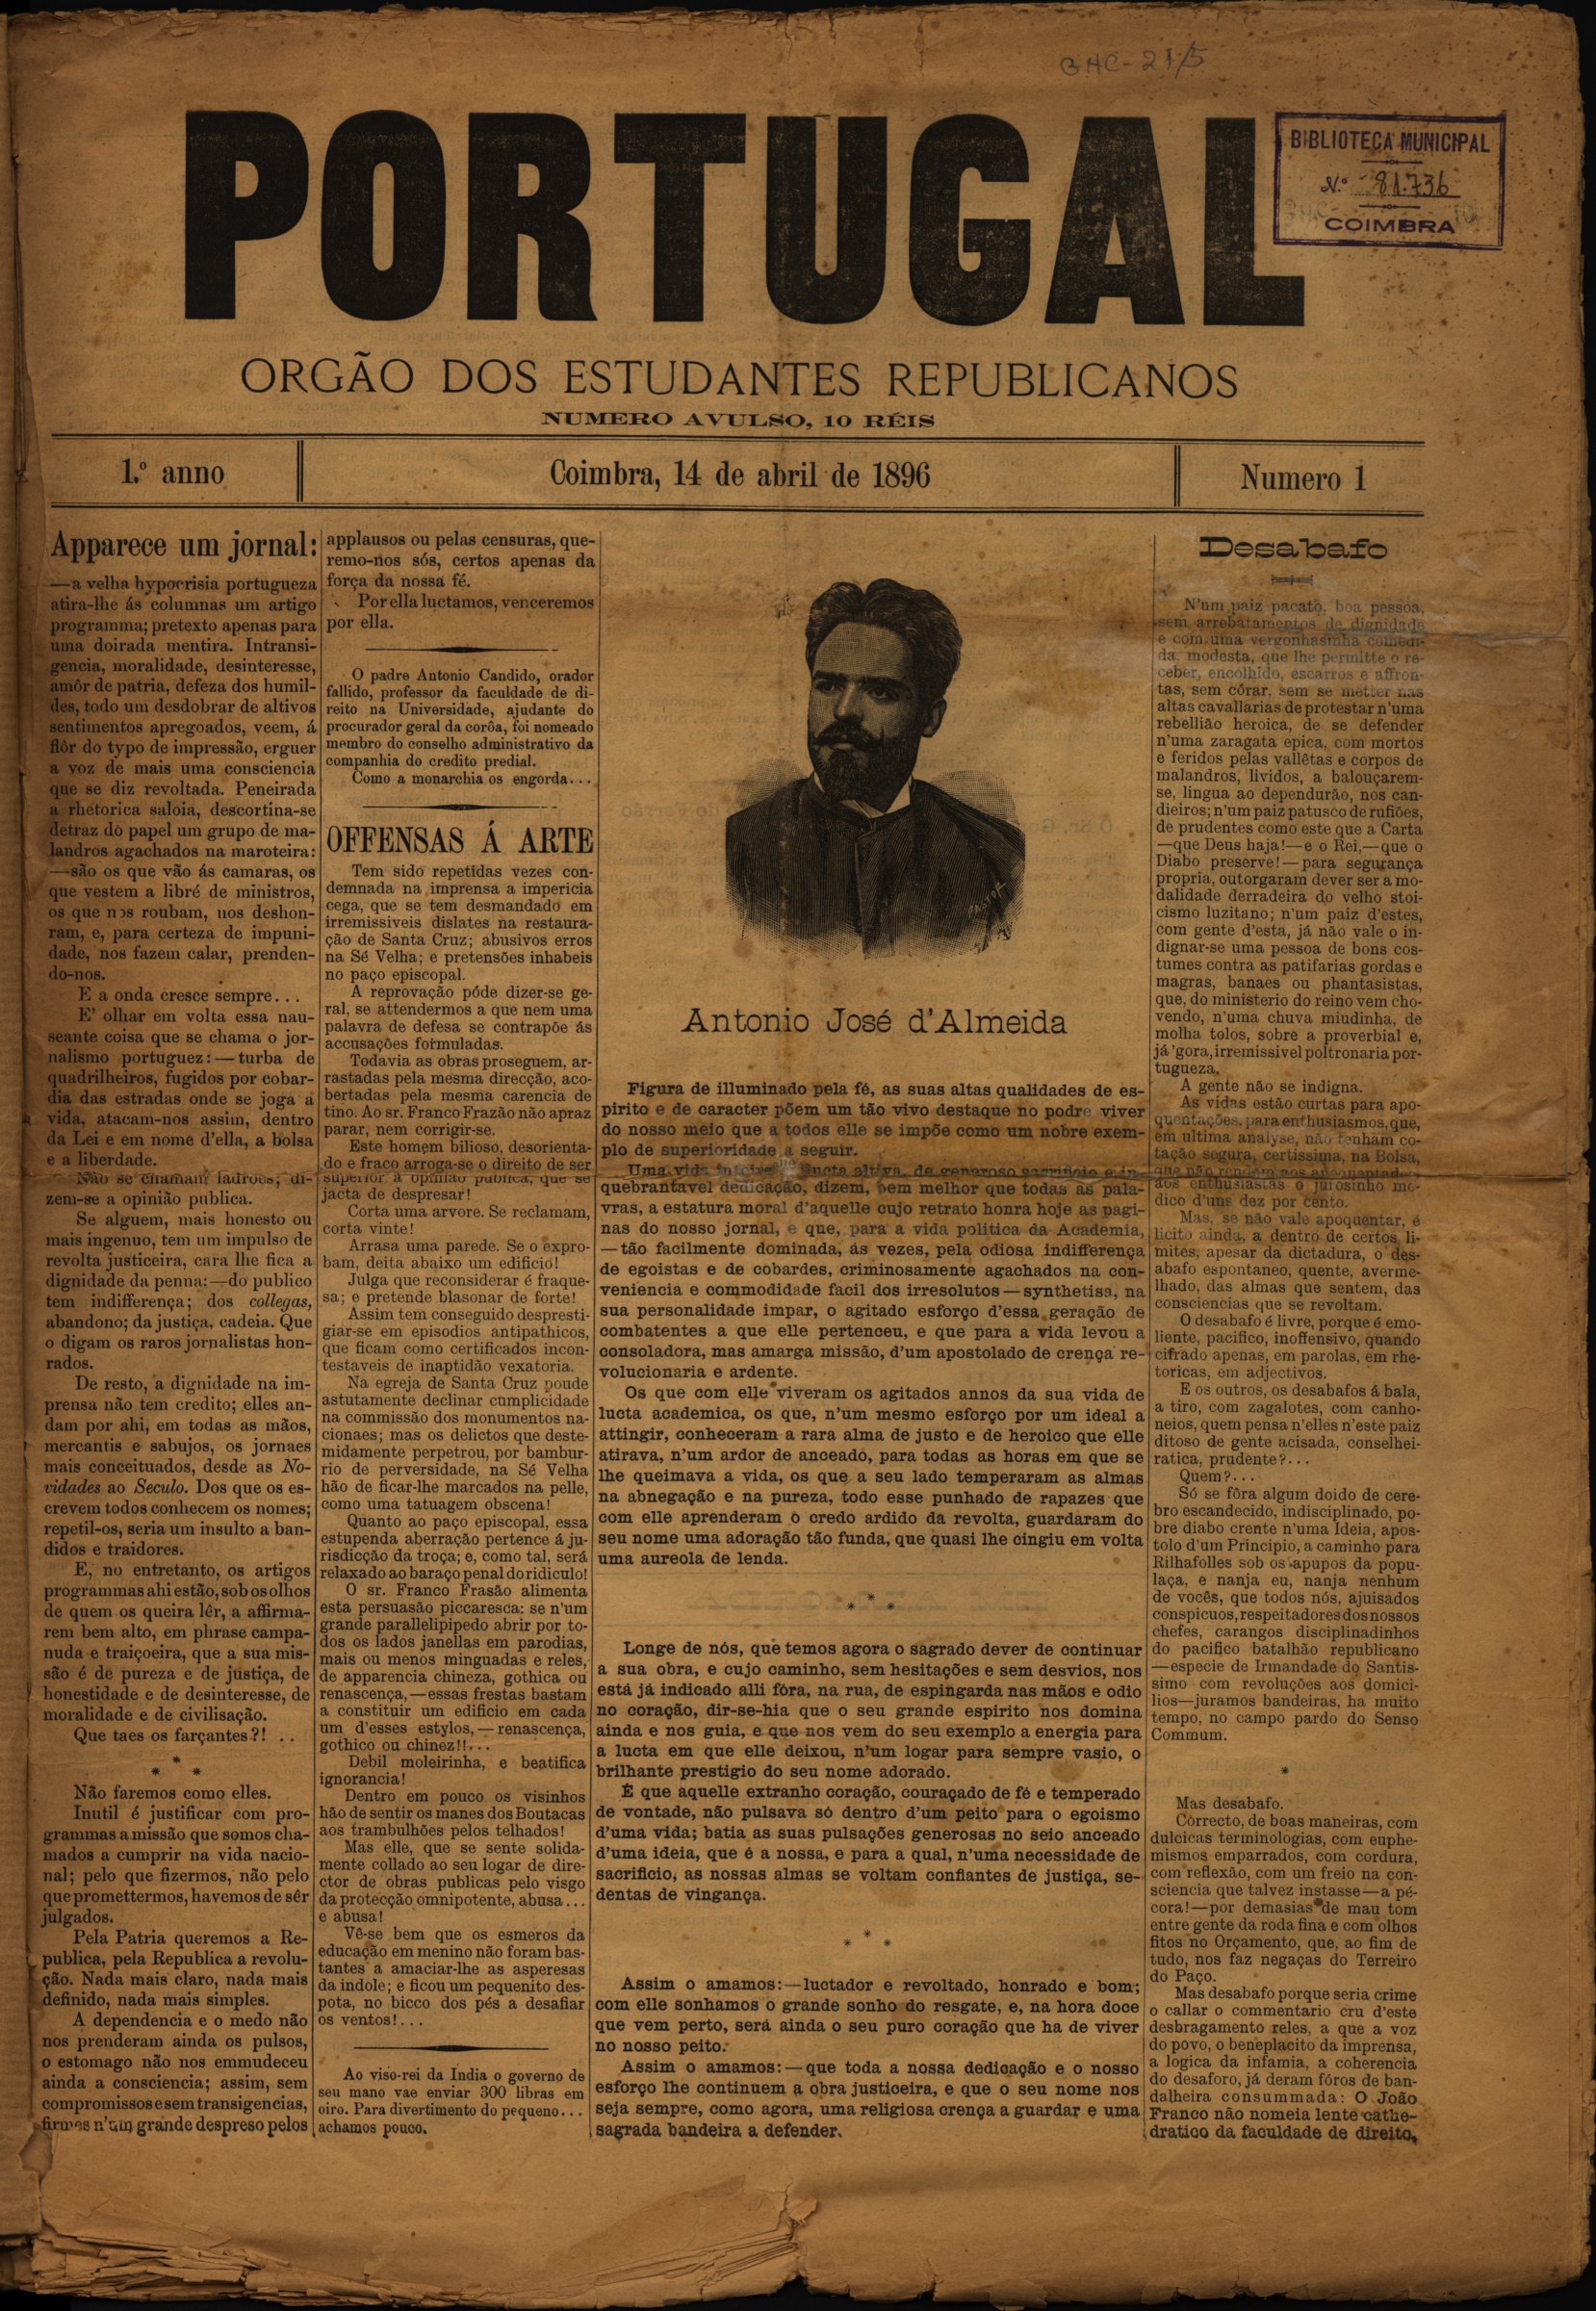 GHC-21/5
PORTUGAL
BIBLIOTECA MUNICIPAL
N.º 81.736
COIMBRA
ORGÃO DOS ESTUDANTES REPUBLICANOS
NUMERO AVULSO, 10 RÉIS
1.º anno
Coimbra, 14 de abril de 1896
Numero 1
Apparece um jornal:
—a velha hypocrisia portugueza
atira-lhe ás columnas um artigo
programma; pretexto apenas para
uma doirada mentira. Intransi-
gencia, moralidade, desinteresse,
amôr de patria, defeza dos humil-
des, todo um desdobrar de altivos
sentimentos apregoados, veem, á
flôr do typo de impressão, erguer
a voz de mais uma consciencia
que se diz revoltada. Peneirada
a rhetorica saloia, descortina-se
detraz do papel um grupo de ma-
landros agachados na maroteira:
—são os que vão ás camaras, os
que vestem a libré de ministros,
os que nos roubam, nos deshon-
ram, e, para certeza de impuni-
dade, nos fazem calar, prenden-
do-nos.
E a onda cresce sempre...
E' olhar em volta essa nau-
seante coisa que se chama o jor-
nalismo portuguez:—turba de
quadrilheiros, fugidos por cobar-
dia das estradas onde se joga a
vida, atacam-nos assim, dentro
da Lei e em nome d'ella, a bolsa
e a liberdade.
Não se chamam ladrões; di-
zem-se a opinião publica.
Se alguem, mais honesto ou
mais ingenuo, tem um impulso de
revolta justiceira, cara lhe fica a
dignidade da penna:—do publico
tem indifferença; dos collegas,
abandono; da justiça, cadeia. Que
o digam os raros jornalistas hon-
rados.
De resto, a dignidade na im-
prensa não tem credito; elles an-
dam por ahi, em todas as mãos,
mercantis e sabujos, os jornaes
mais conceituados, desde as No-
vidades ao Seculo. Dos que os es-
crevem todos conhecem os nomes;
repetil-os, seria um insulto a ban-
didos e traidores.
E, no entretanto, os artigos
programmas ahi estão, sob os olhos
de quem os queira lêr, a affirma-
rem bem alto, em phrase campa-
nuda e traiçoeira, que a sua mis-
são é de pureza e de justiça, de
honestidade e de desinteresse, de
moralidade e de civilisação.
Que taes os farçantes?! ..
* * *
Não faremos como elles.
Inutil é justificar com pro-
grammas a missão que somos cha-
mados a cumprir na vida nacio-
nal; pelo que fizermos, não pelo
que promettermos, havemos de sêr
julgados.
Pela Patria queremos a Re-
publica, pela Republica a revolu-
ção. Nada mais claro, nada mais
definido, nada mais simples.
A dependencia e o medo não
nos prenderam ainda os pulsos,
o estomago não nos emmudeceu
ainda a consciencia; assim, sem
compromissos e sem transigencias,
firmes n'um grande despreso pelos
applausos ou pelas censuras, que-
remo-nos sós, certos apenas da
força da nossa fé.
Por ella luctamos, venceremos
por ella.
O padre Antonio Candido, orador
fallido, professor da faculdade de di-
reito na Universidade, ajudante do
procurador geral da corôa, foi nomeado
membro do conselho administrativo da
companhia do credito predial.
Como a monarchia os engorda...
OFFENSAS Á ARTE
Tem sido repetidas vezes con-
demnada na imprensa a impericia
cega, que se tem desmandado em
irremissiveis dislates na restaura-
ção de Santa Cruz; abusivos erros
na Sé Velha; e pretensões inhabeis
no paço episcopal.
A reprovação póde dizer-se ge-
ral, se attendermos a que nem uma
palavra de defesa se contrapõe ás
accusações formuladas.
Todavia as obras proseguem, ar-
rastadas pela mesma direcção, aco-
bertadas pela mesma carencia de
tino. Ao sr. Franco Frazão não apraz
parar, nem corrigir-se.
Este homem bilioso, desorienta-
do e fraco arroga-se o direito de ser
superior á opinião publica, que se
jacta de despresar!
Corta uma arvore. Se reclamam,
corta vinte!
Arrasa uma parede. Se o expro-
bam, deita abaixo um edificio!
Julga que reconsiderar é fraque-
sa; e pretende blasonar de forte!
Assim tem conseguido despresti-
giar-se em episodios antipathicos,
que ficam como certificados incon-
testaveis de inaptidão vexatoria.
Na egreja de Santa Cruz poude
astutamente declinar cumplicidade
na commissão dos monumentos na-
cionaes; mas os delictos que deste-
midamente perpetrou, por bambur-
rio de perversidade, na Sé Velha
hão de ficar-lhe marcados na pelle,
como uma tatuagem obscena!
Quanto ao paço episcopal, essa
estupenda aberração pertence á ju-
risdicção da troça; e, como tal, será
relaxado ao baraço penal do ridiculo!
O sr. Franco Frasão alimenta
esta persuasão piccaresca: se n'um
grande parallelipipedo abrir por to-
dos os lados janellas em parodias,
mais ou menos minguadas e reles,
de apparencia chineza, gothica ou
renascença,—essas frestas bastam
a constituir um edificio em cada
um d'esses estylos,—renascença,
gothico ou chinez!!...
Debil moleirinha, e beatifica
ignorancia!
Dentro em pouco os visinhos
hão de sentir os manes dos Boutacas
aos trambulhões pelos telhados!
Mas elle, que se sente solida-
mente collado ao seu logar de dire-
ctor de obras publicas pelo visgo
da protecção omnipotente, abusa...
e abusa!
Vê-se bem que os esmeros da
educação em menino não foram bas-
tantes a amaciar-lhe as asperesas
da indole; e ficou um pequenito des-
pota, no bicco dos pés a desafiar
os ventos!...
Ao viso-rei da India o governo de
seu mano vae enviar 300 libras em
oiro. Para divertimento do pequeno...
achamos pouco.
PASTOR
Antonio José d'Almeida
Figura de illuminado pela fé, as suas altas qualidades de es-
pirito e de caracter põem um tão vivo destaque no podre viver
do nosso meio que a todos elle se impõe como um nobre exem-
plo de superioridade a seguir.
Uma vida lucta altiva, de generoso sacrificio e in-
quebrantavel dedicação, dizem, bem melhor que todas as pala-
vras, a estatura moral d'aquelle cujo retrato honra hoje as pagi-
nas do nosso jornal, e que, para a vida politica da Academia,
—tão facilmente dominada, ás vezes, pela odiosa indifferença
de egoistas e de cobardes, criminosamente agachados na con-
veniencia e commodidade facil dos irresolutos—synthetisa, na
sua personalidade impar, o agitado esforço d'essa geração de
combatentes a que elle pertenceu, e que para a vida levou a
consoladora, mas amarga missão, d'um apostolado de crença re-
volucionaria e ardente.
Os que com elle viveram os agitados annos da sua vida de
lucta academica, os que, n'um mesmo esforço por um ideal a
attingir, conheceram a rara alma de justo e de heroico que elle
atirava, n'um ardor de anceado, para todas as horas em que se
lhe queimava a vida, os que a seu lado temperaram as almas
na abnegação e na pureza, todo esse punhado de rapazes que
com elle aprenderam o credo ardido da revolta, guardaram do
seu nome uma adoração tão funda, que quasi lhe cingiu em volta
uma aureola de lenda.
* * *
Longe de nós, que temos agora o sagrado dever de continuar
a sua obra, e cujo caminho, sem hesitações e sem desvios, nos
está já indicado alli fóra, na rua, de espingarda nas mãos e odio
no coração, dir-se-hia que o seu grande espirito nos domina
ainda e nos guia, e que nos vem do seu exemplo a energia para
a lucta em que elle deixou, n'um logar para sempre vasio, o
brilhante prestigio do seu nome adorado.
É que aquelle extranho coração, couraçado de fé e temperado
de vontade, não pulsava só dentro d'um peito para o egoismo
d'uma vida; batia as suas pulsações generosas no seio anceado
d'uma ideia, que é a nossa, e para a qual, n'uma necessidade de
sacrificio, as nossas almas se voltam confiantes de justiça, se-
dentas de vingança.
* * *
Assim o amamos:—luctador e revoltado, honrado e bom;
com elle sonhamos o grande sonho do resgate, e, na hora doce
que vem perto, será ainda o seu puro coração que ha de viver
no nosso peito.
Assim o amamos:—que toda a nossa dedicação e o nosso
esforço lhe continuem a obra justiceira, e que o seu nome nos
seja sempre, como agora, uma religiosa crença a guardar e uma
sagrada bandeira a defender.
Desabafo
N'um paiz pacato, boa pessoa,
sem arrebatamentos de dignidade
e com uma vergonhasinha comedi-
da, modesta, que lhe permitte o re-
ceber, encolhido, escarros e affron-
tas, sem córar, sem se metter nas
altas cavallarias de protestar n'uma
rebellião heroica, de se defender
n'uma zaragata epica, com mortos
e feridos pelas vallêtas e corpos de
malandros, lividos, a balouçarem-
se, lingua ao dependurão, nos can-
dieiros; n'um paiz patusco de rufiões,
de prudentes como este que a Carta
—que Deus haja!—e o Rei,—que o
Diabo preserve!—para segurança
propria, outorgaram dever ser a mo-
dalidade derradeira do velho stoi-
cismo luzitano; n'um paiz d'estes,
com gente d'esta, já não vale o in-
dignar-se uma pessoa de bons cos-
tumes contra as patifarias gordas e
magras, banaes ou phantasistas,
que, do ministerio do reino vem cho-
vendo, n'uma chuva miudinha, de
molha tolos, sobre a proverbial e,
já'gora, irremissivel poltronaria por-
tugueza.
A gente não se indigna.
As vidas estão curtas para apo-
quentações, para enthusiasmos, que,
em ultima analyse, não tenham co-
tação segura, certissima, na Bolsa,
que não rendam aos
aos enthusiastas o jurosinho mo-
dico d'uns dez por cento.
Mas, se não vale apoquentar, é
licito ainda, a dentro de certos li-
mites, apesar da dictadura, o des-
abafo espontaneo, quente, averme-
lhado, das almas que sentem, das
consciencias que se revoltam.
O desabafo é livre, porque é emo-
liente, pacifico, inoffensivo, quando
cifrado apenas, em parolas, em rhe-
toricas, em adjectivos.
E os outros, os desabafos á bala,
a tiro, com zagalotes, com canho-
neios, quem pensa n'elles n'este paiz
ditoso de gente acisada, conselhei-
ratica, prudente?...
Quem?...
Só se fôra algum doido de cere-
bro escandecido, indisciplinado, po-
bre diabo crente n'uma Ideia, apos-
tolo d'um Principio, a caminho para
Rilhafolles sob os apupos da popu-
laça, e nanja eu, nanja nenhum
de vocês, que todos nós, ajuisados
conspicuos, respeitadores dos nossos
chefes, carangos disciplinadinhos
do pacifico batalhão republicano
—especie de Irmandade do Santis-
simo com revoluções aos domici-
lios—juramos bandeiras, ha muito
tempo, no campo pardo do Senso
Commum.
*
Mas desabafo.
Córrecto, de boas maneiras, com
dulcicas terminologias, com euphe-
mismos emparrados, com cordura,
com reflexão, com um freio na con-
sciencia que talvez instasse—a pé-
cora!—por demasias de mau tom
entre gente da roda fina e com olhos
fitos no Orçamento, que, ao fim de
tudo, nos faz negaças do Terreiro
do Paço.
Mas desabafo porque seria crime
o callar o commentario cru d'este
desbragamento reles, a que a voz
do povo, o beneplacito da imprensa,
a logica da infamia, a coherencia
do desaforo, já deram fóros de ban-
dalheira consummada: O João
Franco não nomeia lente cathe-
dratico da faculdade de direito,